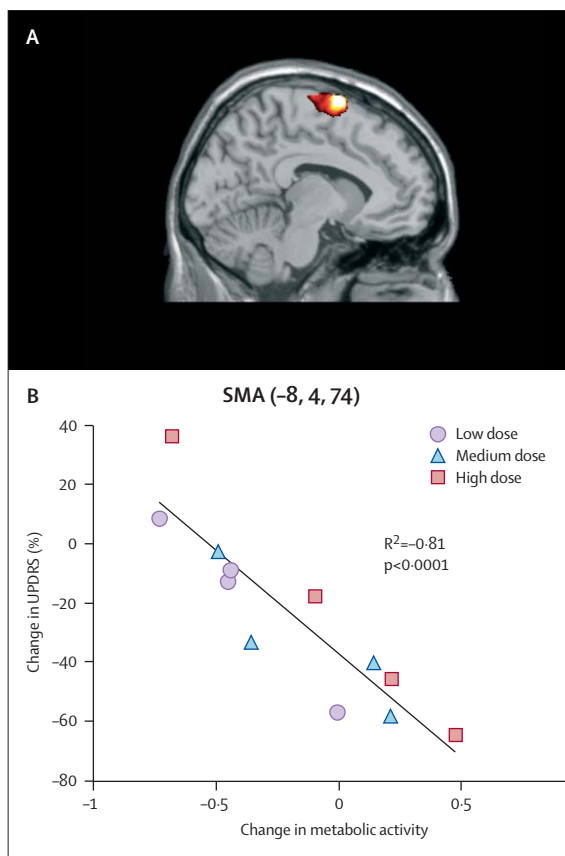 A
B
SMA (–8, 4, 74)
Low dose
Medium dose
High dose
R²=–0·81
p<0·0001
Change in UPDRS (%)
40
20
0
–20
–40
–60
–80
–1
–0·5
0
0·5
Change in metabolic activity